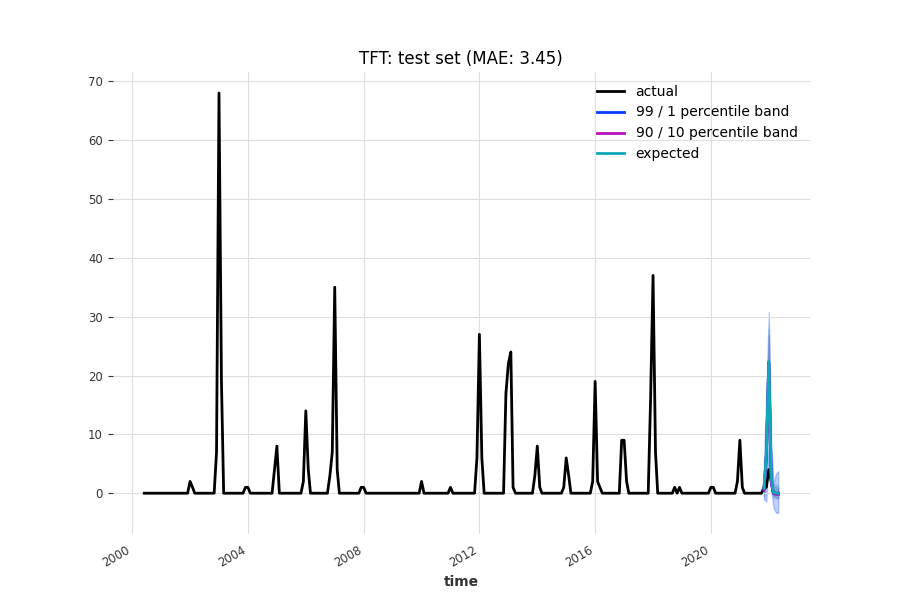 TFT: test set (MAE: 3.45)
actual
99 / 1 percentile band
90 / 10 percentile band
expected
70
60
50
40
30
20
10
0
2000
2004
2008
2012
2016
2020
time